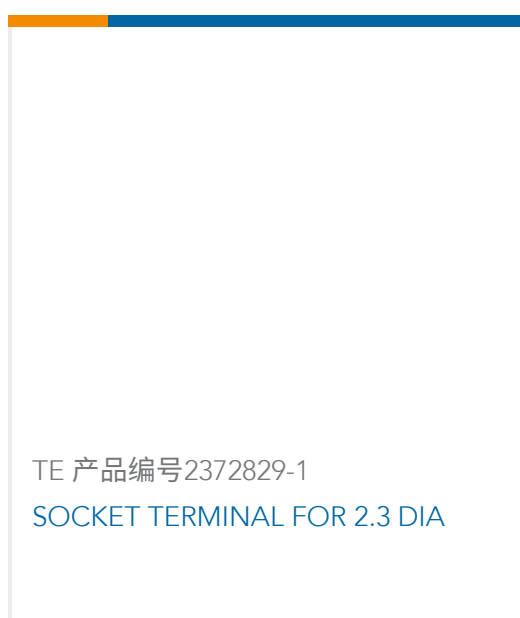 TE 产品编号2372829-1
SOCKET TERMINAL FOR 2.3 DIA